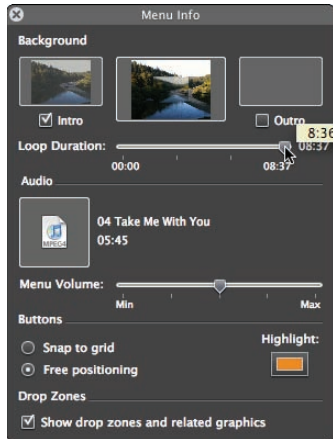 Menu Info
Background
Intro
Outro
Loop Duration:
08:37
8:36
00:00
08:37
Audio
MPEG4
04 Take Me With You
05:45
Menu Volume:
Min
Max
Buttons
Snap to grid
Free positioning
Highlight:
Drop Zones
Show drop zones and related graphics